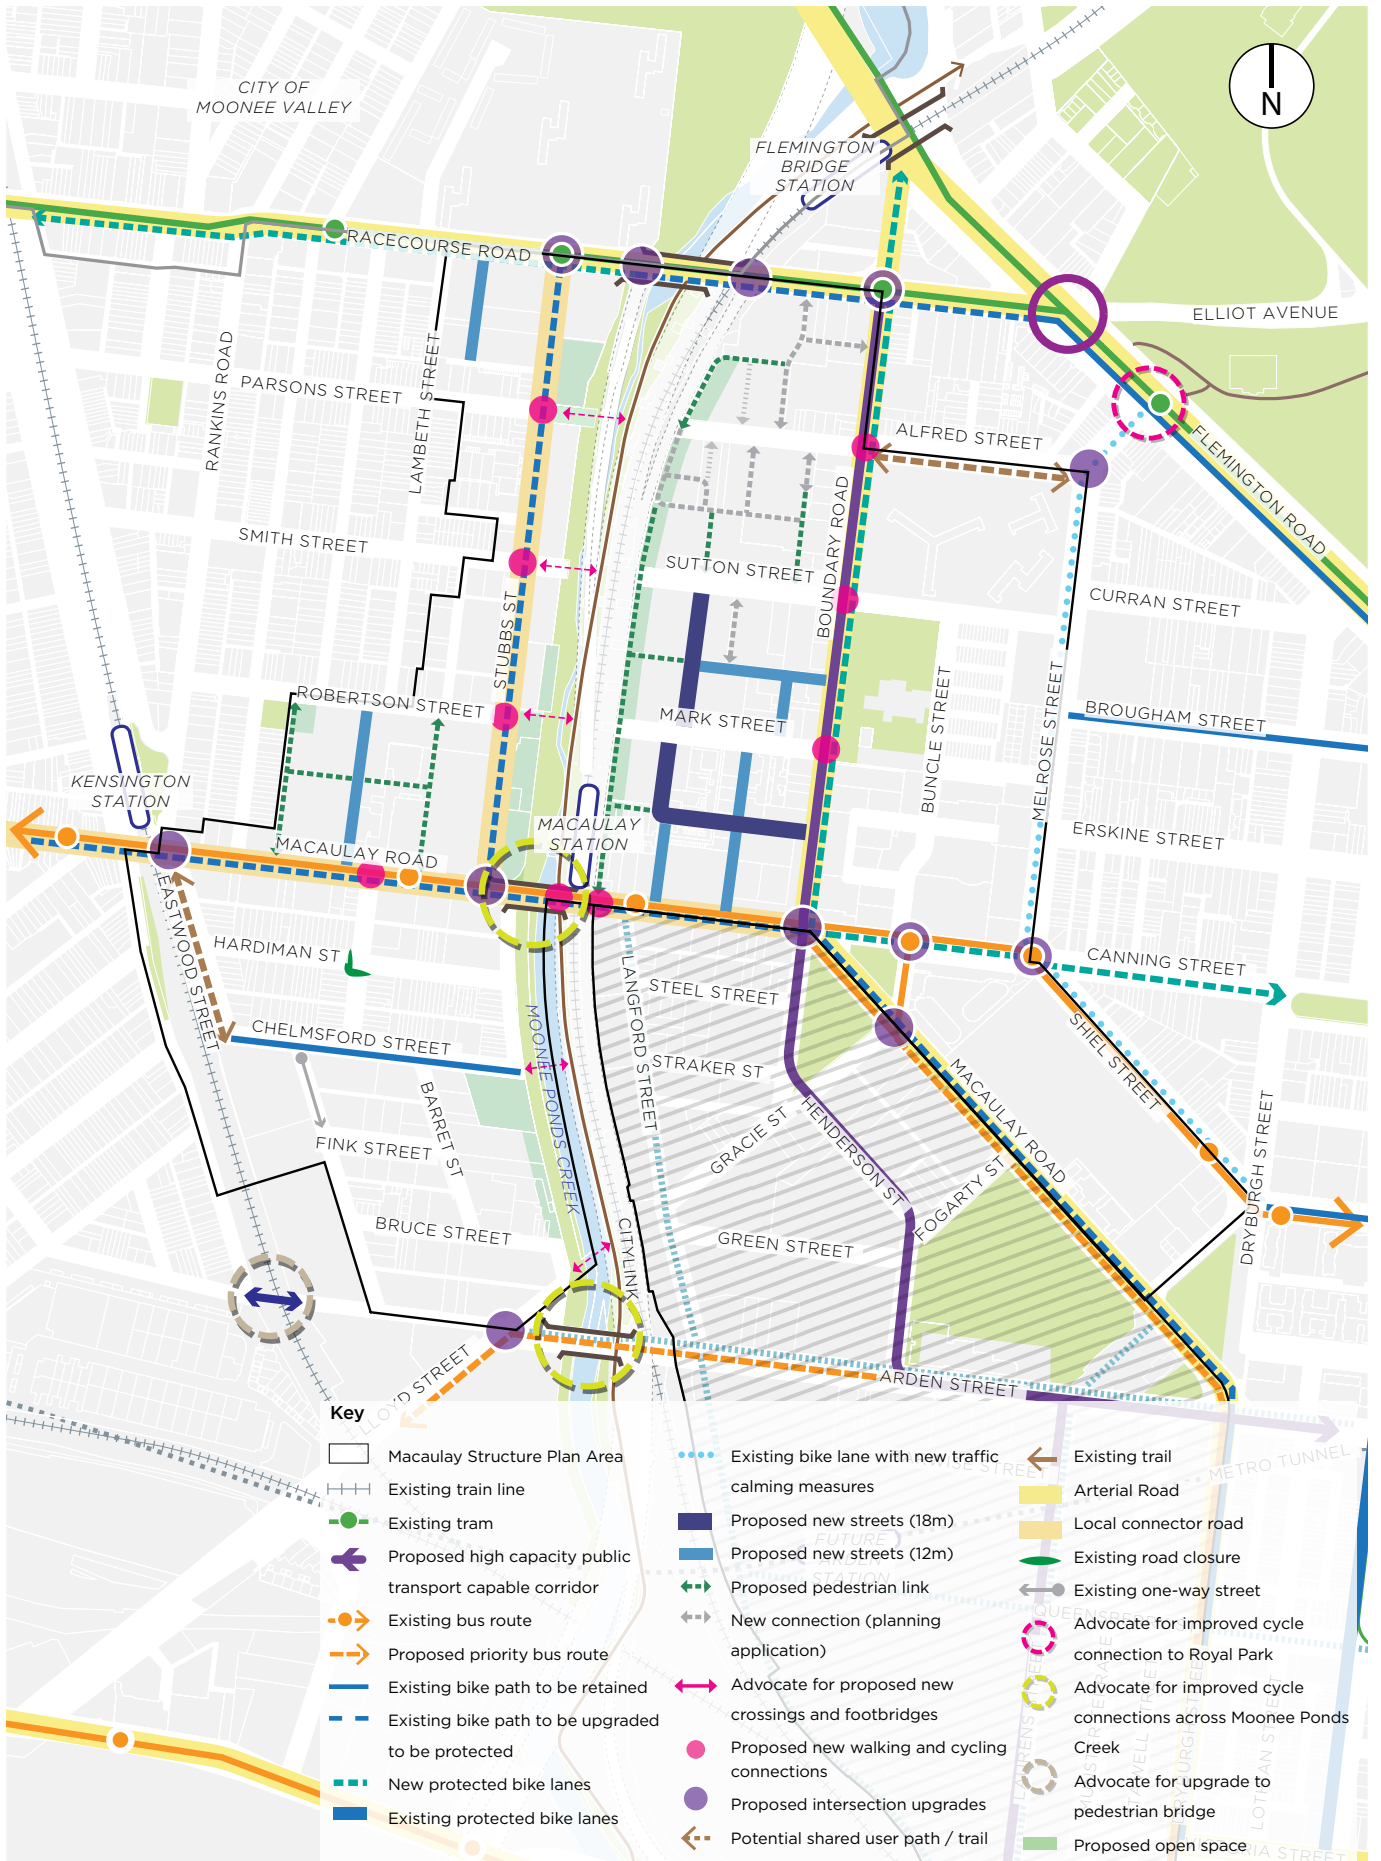 CITY OF
MOONEE VALLEY
N
FLEMINGTON
BRIDGE
STATION
RACECOURSE ROAD
ELLIOT AVENUE
RANKINS ROAD
PARSONS STREET
LAMBETH STREET
ALFRED STREET
FLEMINGTON ROAD
SMITH STREET
SUTTON STREET
BOUNDARY ROAD
CURRAN STREET
STUBBS ST
ROBERTSON STREET
MARK STREET
BUNCLE STREET
MELROSE STREET
BROUGHAM STREET
KENSINGTON
STATION
MACAULAY
STATION
MACAULAY ROAD
ERSKINE STREET
EASTWOOD STREET
HARDIMAN ST
LANGFORD STREET
STEEL STREET
CANNING STREET
CHELMSFORD STREET
MOONEE PONDS CREEK
STRAKER ST
MACAULAY ROAD
SHIEL STREET
BARRET ST
FINK STREET
GRACIE ST
HENDERSON ST
FOGARTY ST
DRYBURGH STREET
BRUCE STREET
CITYLINK
GREEN STREET
LLOYD STREET
ARDEN STREET
METRO TUNNEL
FUTURE
ARDEN
STATION
Key
Macaulay Structure Plan Area
Existing train line
Existing tram
Proposed high capacity public
transport capable corridor
Existing bus route
Proposed priority bus route
Existing bike path to be retained
Existing bike path to be upgraded
to be protected
New protected bike lanes
Existing protected bike lanes
Existing bike lane with new traffic
calming measures
Proposed new streets (18m)
Proposed new streets (12m)
Proposed pedestrian link
New connection (planning
application)
Advocate for proposed new
crossings and footbridges
Proposed new walking and cycling
connections
Proposed intersection upgrades
Potential shared user path / trail
Existing trail
Arterial Road
Local connector road
Existing road closure
Existing one-way street
Advocate for improved cycle
connection to Royal Park
Advocate for improved cycle
connections across Moonee Ponds
Creek
Advocate for upgrade to
pedestrian bridge
Proposed open space